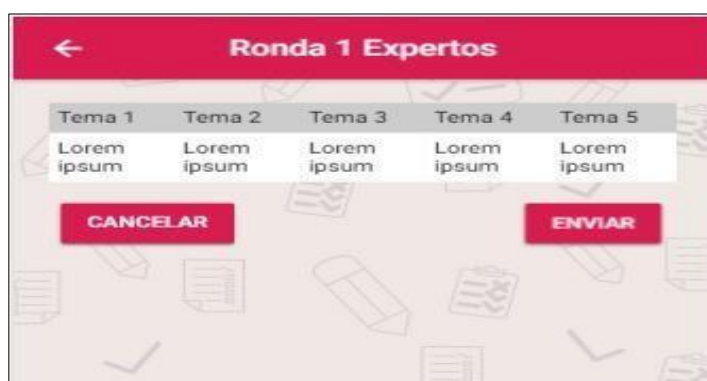 Ronda 1 Expertos
Tema 1 Tema 2 Tema 3 Tema 4 Tema 5
Lorem Lorem Lorem Lorem Lorem
ipsum ipsum ipsum ipsum ipsum
CANCELAR ENVIAR